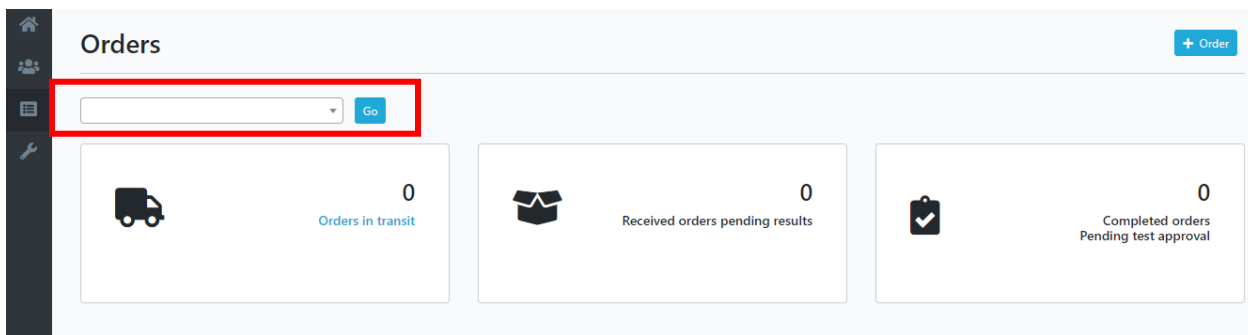 Orders
+ Order
Go
0
Orders in transit
0
Received orders pending results
0
Completed orders
Pending test approval